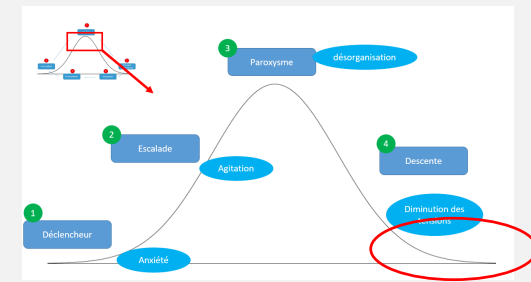 3
Paroxysme
désorganisation
2
Escalade
Agitation
4
Descente
Diminution des
tensions
1
Déclencheur
Anxiété